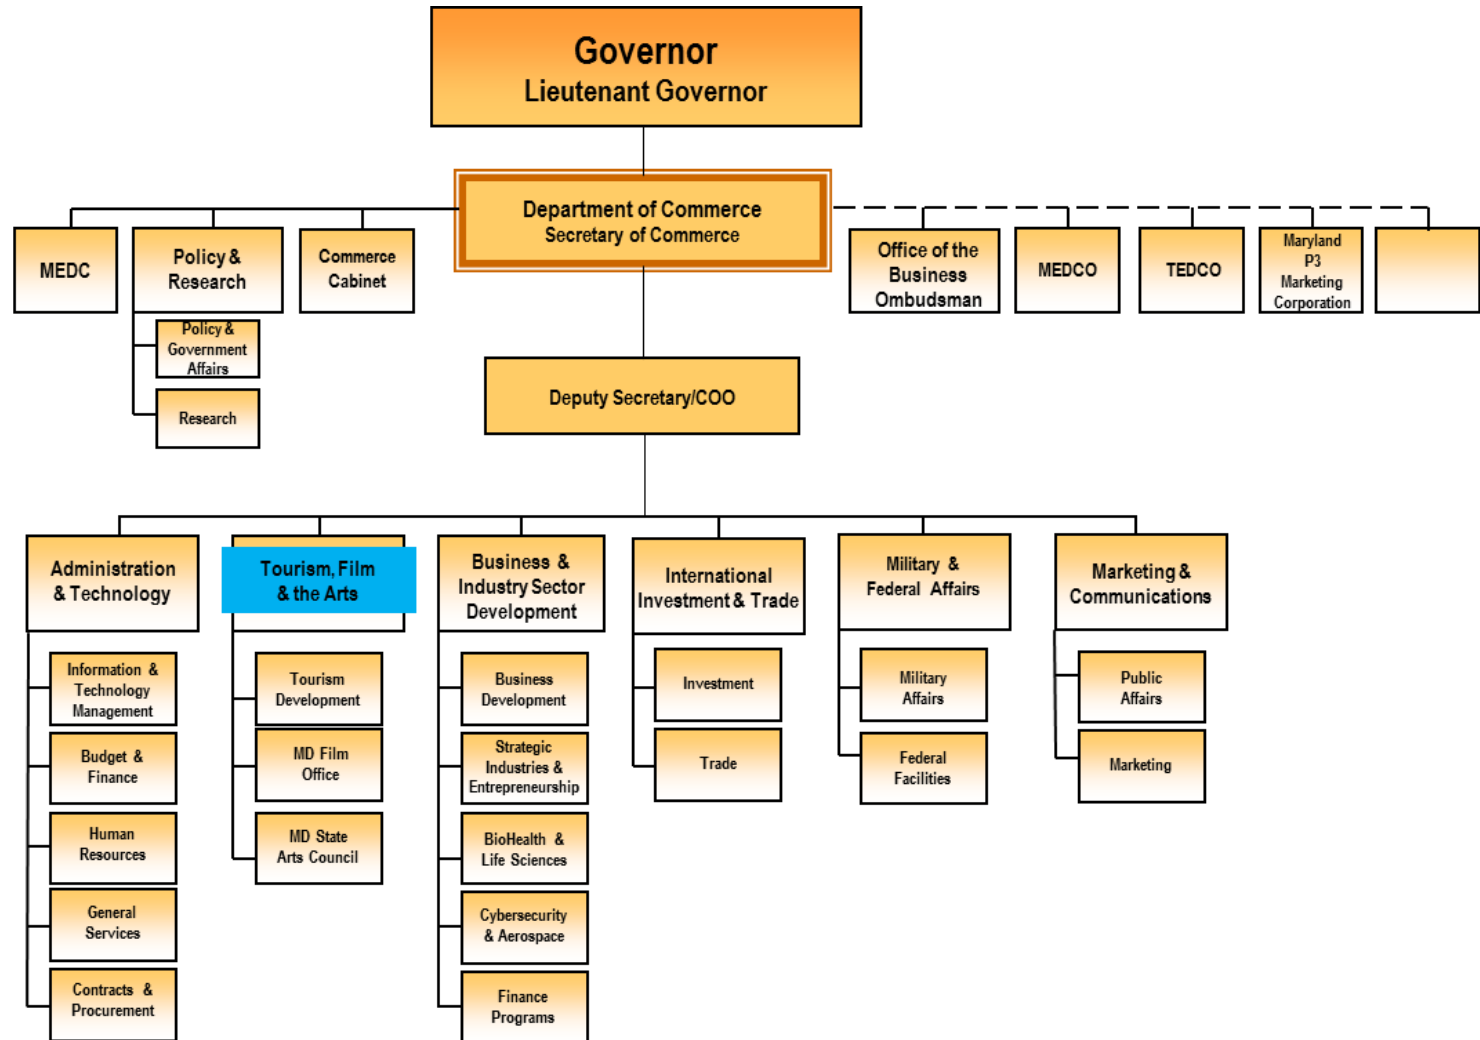 Governor
Lieutenant Governor
Department of Commerce
Secretary of Commerce
MEDC
Policy &
Research
Commerce
Cabinet
Office of the
Business
Ombudsman
MEDCO
TEDCO
Maryland
P3
Marketing
Corporation
Policy &
Government
Affairs
Research
Deputy Secretary/COO
Administration
& Technology
Tourism, Film
& the Arts
Business &
Industry Sector
Development
International
Investment & Trade
Military &
Federal Affairs
Marketing &
Communications
Information &
Technology
Management
Budget &
Finance
Human
Resources
General
Services
Contracts &
Procurement
Tourism
Development
MD Film
Office
MD State
Arts Council
Business
Development
Strategic
Industries &
Entrepreneurship
BioHealth &
Life Sciences
Cybersecurity
& Aerospace
Finance
Programs
Investment
Trade
Military
Affairs
Federal
Facilities
Public
Affairs
Marketing